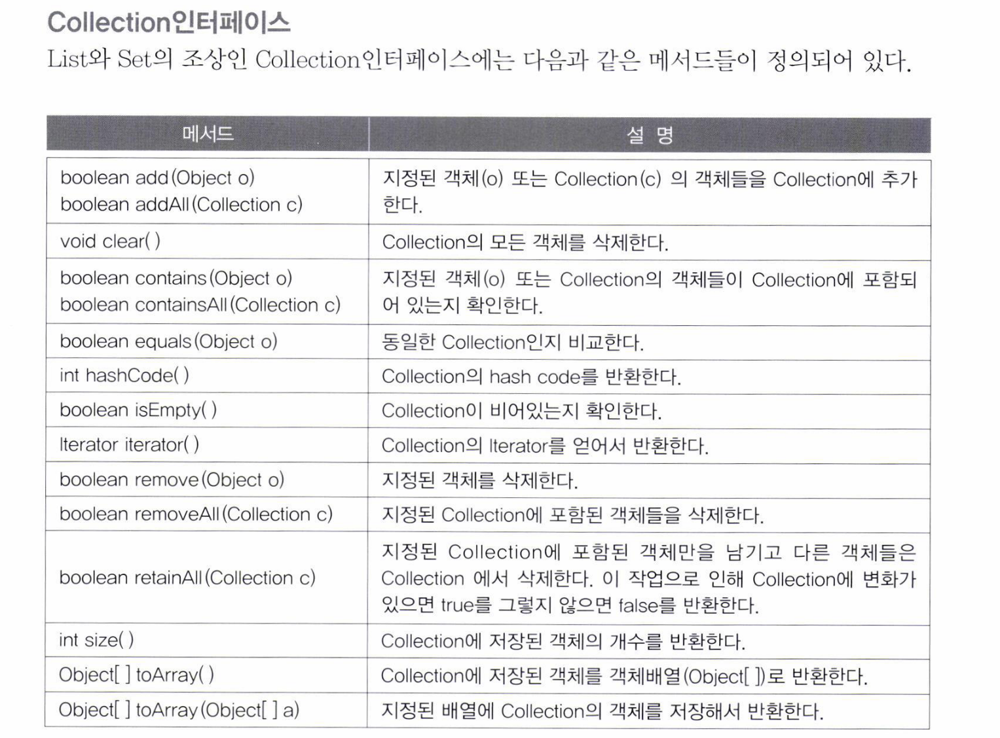 Collection인터페이스
List와 Set의 조상인 Collection인터페이스에는 다음과 같은 메서드들이 정의되어 있다.
메서드 설 명
boolean add(Object o)
boolean addAll(Collection c)
지정된 객체(o) 또는 Collection(c) 의 객체들을 Collection에 추가
한다.
void clear( )
Collection의 모든 객체를 삭제한다.
boolean contains(Object o)
boolean containsAll(Collection c)
지정된 객체(o) 또는 Collection의 객체들이 Collection에 포함되
어 있는지 확인한다.
boolean equals(Object o)
동일한 Collection인지 비교한다.
int hashCode( )
Collection의 hash code를 반환한다.
boolean isEmpty( )
Collection이 비어있는지 확인한다.
Iterator iterator( )
Collection의 Iterator를 얻어서 반환한다.
boolean remove(Object o)
지정된 객체를 삭제한다.
boolean removeAll(Collection c)
지정된 Collection에 포함된 객체들을 삭제한다.
boolean retainAll(Collection c)
지정된 Collection에 포함된 객체만을 남기고 다른 객체들은
Collection 에서 삭제한다. 이 작업으로 인해 Collection에 변화가
있으면 true를 그렇지 않으면 false를 반환한다.
int size( )
Collection에 저장된 객체의 개수를 반환한다.
Object[ ] toArray( )
Collection에 저장된 객체를 객체배열(Object[ ])로 반환한다.
Object[ ] toArray(Object[ ] a)
지정된 배열에 Collection의 객체를 저장해서 반환한다.